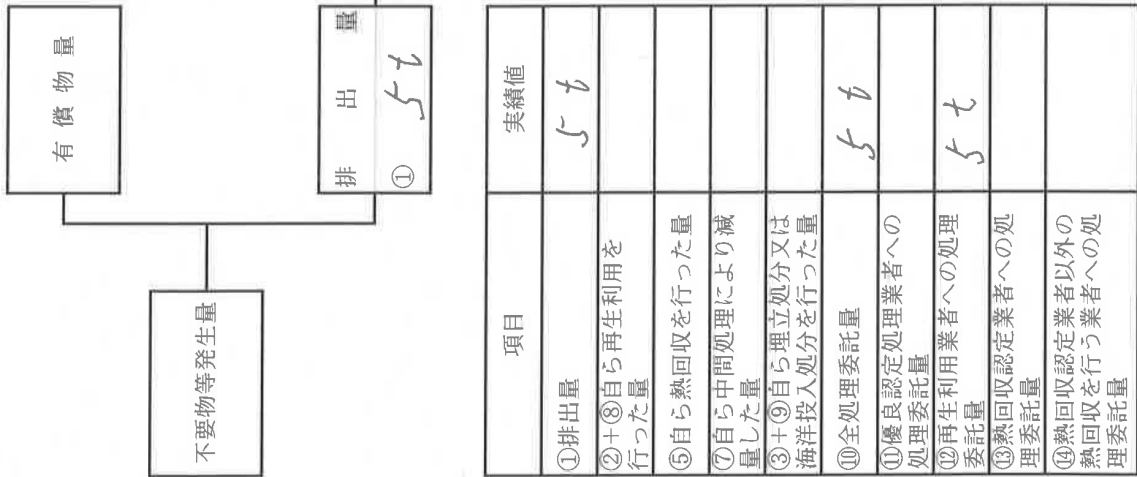 有償物量
不要物等発生量
排出量
①
5t
項目
実績値
①排出量
5t
②+⑧自ら再生利用を
行った量
⑤自ら熱回収を行った量
⑦自ら中間処理により減
量した量
③+⑨自ら埋立処分又は
海洋投入処分を行った量
⑩全処理委託量
5t
⑪優良認定処理業者への
処理委託量
⑫再生利用業者への処理
委託量
5t
⑬熱回収認定業者への処
理委託量
⑭熱回収認定業者以外の
熱回収を行う業者への処
理委託量